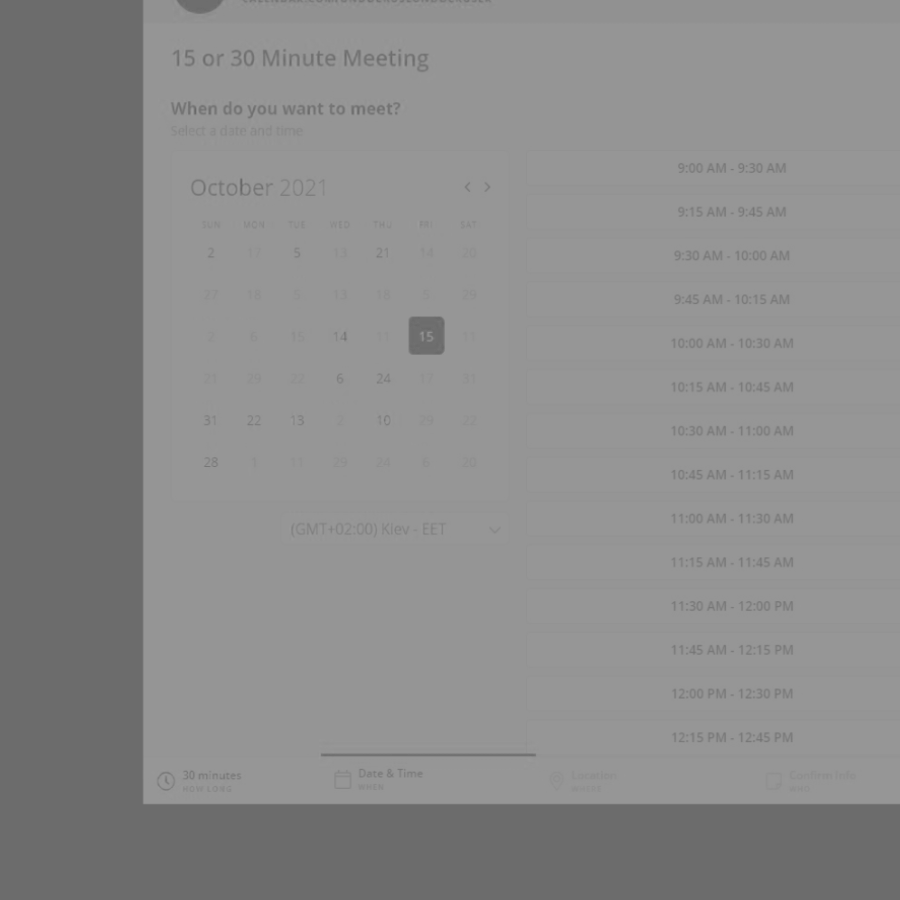 15 or 30 Minute Meeting
When do you want to meet?
Select a date and time
October 2021
SUN MON TUE WED THU FRI SAT
2 17 5 13 21 14 20
27 18 9 13 18 5 29
2 6 15 14 11 15 11
21 29 22 6 24 17 31
31 22 13 2 10 29 22
28 1 17 29 24 6 20
(GMT+02:00) Kiev - EET
9:00 AM - 9:30 AM
9:15 AM - 9:45 AM
9:30 AM - 10:00 AM
9:45 AM - 10:15 AM
10:00 AM - 10:30 AM
10:15 AM - 10:45 AM
10:30 AM - 11:00 AM
10:45 AM - 11:15 AM
11:00 AM - 11:30 AM
11:15 AM - 11:45 AM
11:30 AM - 12:00 PM
11:45 AM - 12:15 PM
12:00 PM - 12:30 PM
12:15 PM - 12:45 PM
30 minutes
HOW LONG
Date & Time
WHEN
Location
WHERE
Confirm Info
WHO